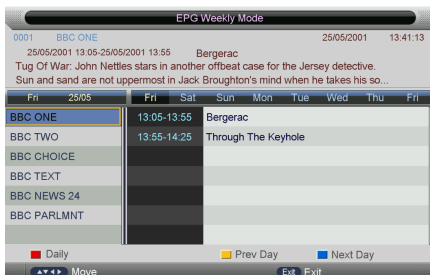 EPG Weekly Mode
0001 BBC ONE 25/05/2001 13:41:13
25/05/2001 13:05-25/05/2001 13:55 Bergerac
Tug Of War: John Nettles stars in another offbeat case for the Jersey detective.
Sun and sand are not uppermost in Jack Broughton's mind when he takes his so...
Fri 25/05 Fri Sat Sun Mon Tue Wed Thu Fri
BBC ONE 13:05-13:55 Bergerac
BBC TWO 13:55-14:25 Through The Keyhole
BBC CHOICE
BBC TEXT
BBC NEWS 24
BBC PARLMNT
Daily Prev Day Next Day
Move Exit Exit